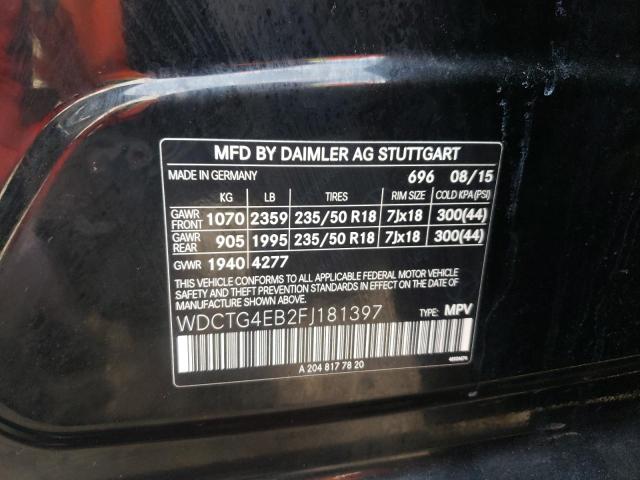 MFD BY DAIMLER AG STUTTGART
MADE IN GERMANY 696 08/15
KG LB TIRES RIM SIZE COLD KPA(PSI)
GAWR FRONT 1070 2359 235/50 R18 7Jx18 300(44)
GAWR REAR 905 1995 235/50 R18 7Jx18 300(44)
GVWR 1940 4277
THIS VEHICLE CONFORMS TO ALL APPLICABLE FEDERAL MOTOR VEHICLE
SAFETY, BUMPER, AND THEFT PREVENTION STANDARDS IN EFFECT ON THE
DATE OF MANUFACTURE SHOWN ABOVE.
WDCTG4EB2FJ181397 TYPE: MPV
A 204 817 78 20